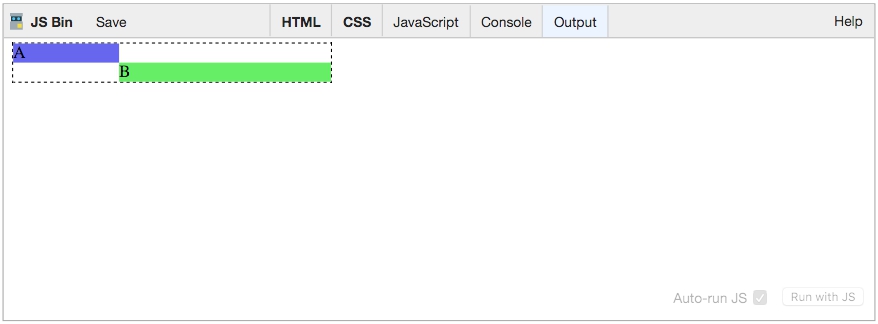 JS Bin Save HTML CSS JavaScript Console Output Help
A
B
Auto-run JS Run with JS